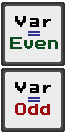 Var
=
Even
Var
=
Odd